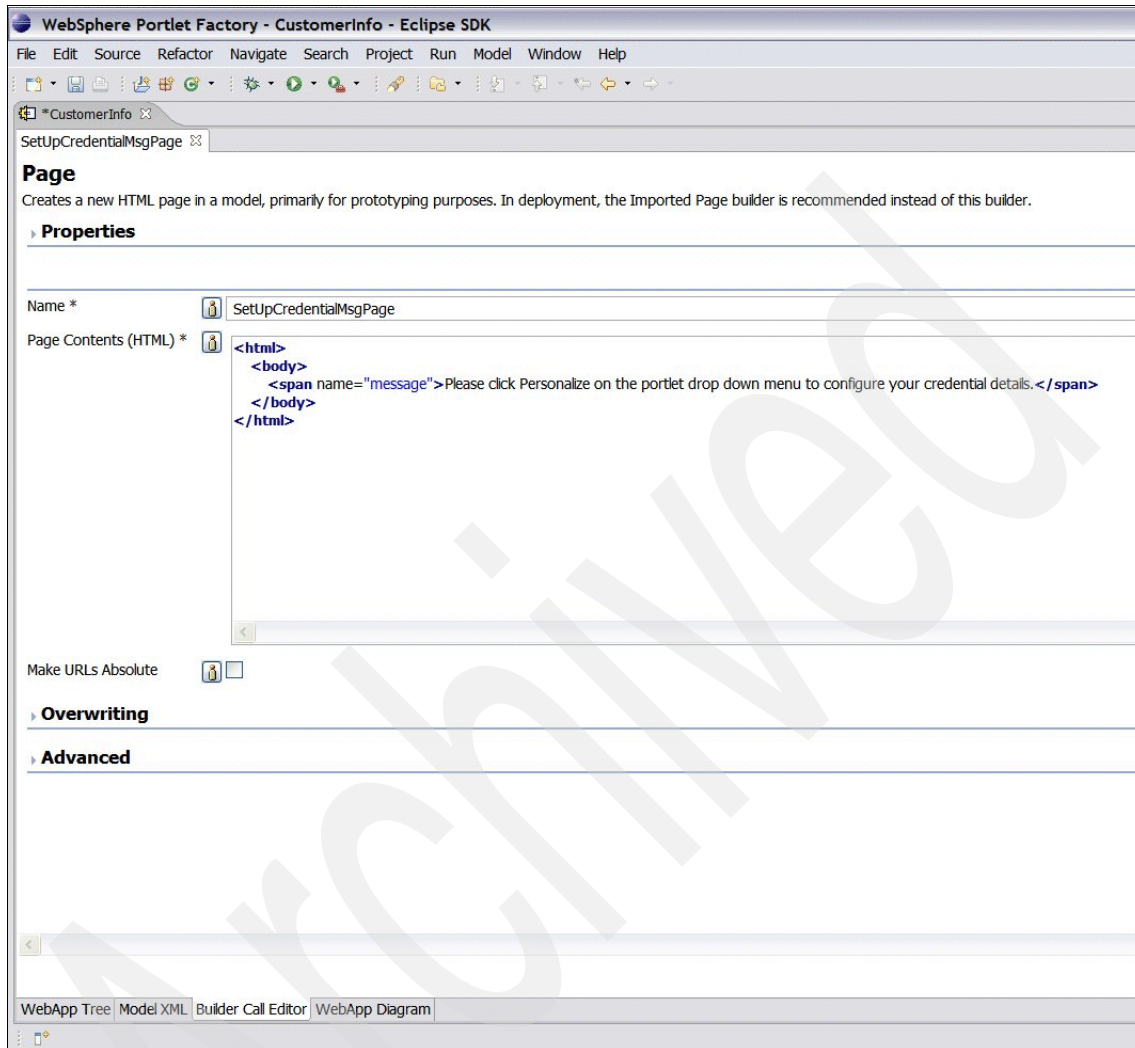 WebSphere Portlet Factory - CustomerInfo - Eclipse SDK
File Edit Source Refactor Navigate Search Project Run Model Window Help
*CustomerInfo
SetUpCredentialMsgPage
Page
Creates a new HTML page in a model, primarily for prototyping purposes. In deployment, the Imported Page builder is recommended instead of this builder.
Properties
Name * SetUpCredentialMsgPage
Page Contents (HTML) * <html>
<body>
<span name="message">Please click Personalize on the portlet drop down menu to configure your credential details.</span>
</body>
</html>
Make URLs Absolute
Overwriting
Advanced
WebApp Tree Model XML Builder Call Editor WebApp Diagram
Archived